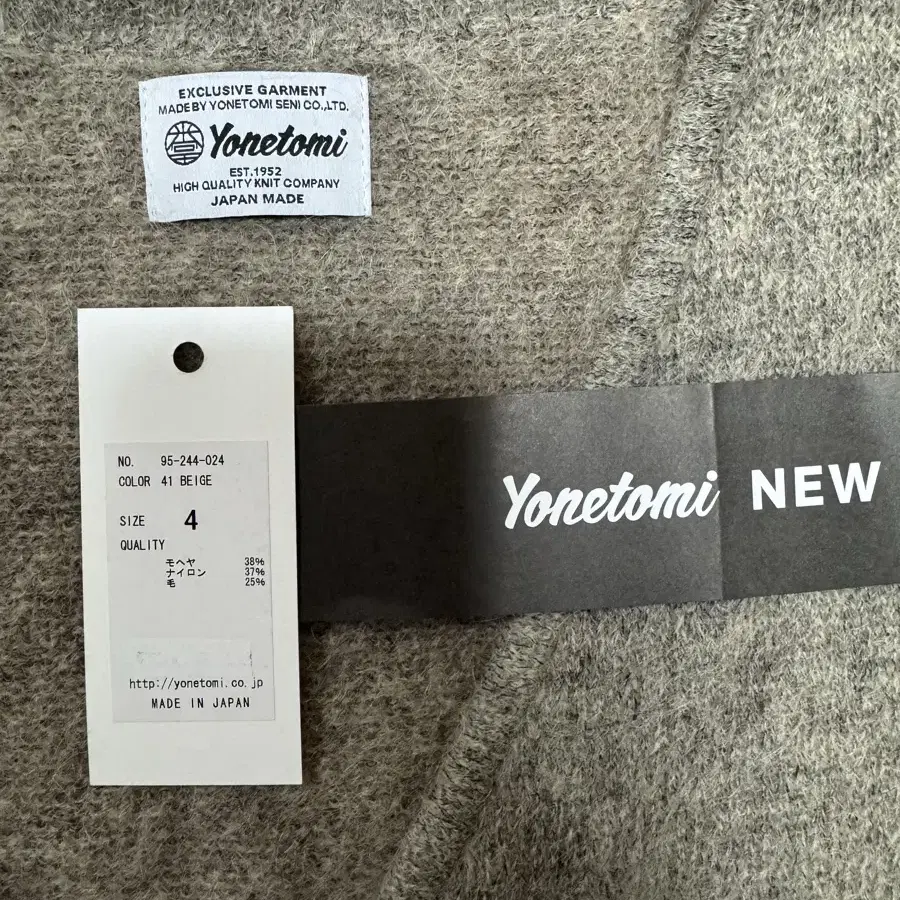 EXCLUSIVE GARMENT
MADE BY YONETOMI SENI CO.,LTD.
Yonetomi
EST.1952
HIGH QUALITY KNIT COMPANY
JAPAN MADE
NO. 95-244-024
COLOR 41 BEIGE
SIZE 4
QUALITY
モヘヤ 38%
ナイロン 37%
毛 25%
http://yonetomi.co.jp
MADE IN JAPAN
Yonetomi NEW